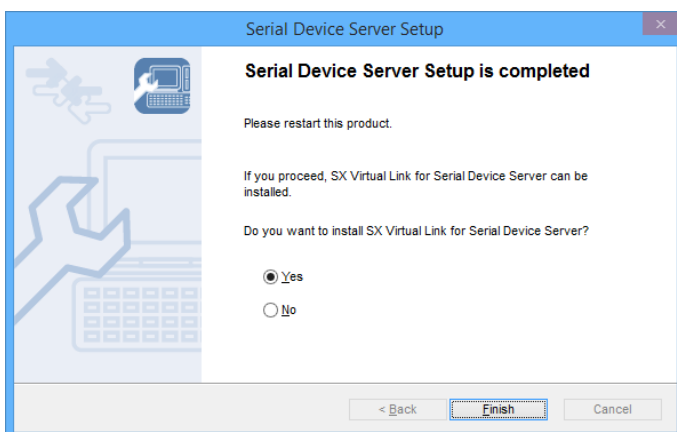 Serial Device Server Setup
Serial Device Server Setup is completed
Please restart this product.
If you proceed, SX Virtual Link for Serial Device Server can be
installed.
Do you want to install SX Virtual Link for Serial Device Server?
Yes
No
< Back
Finish
Cancel